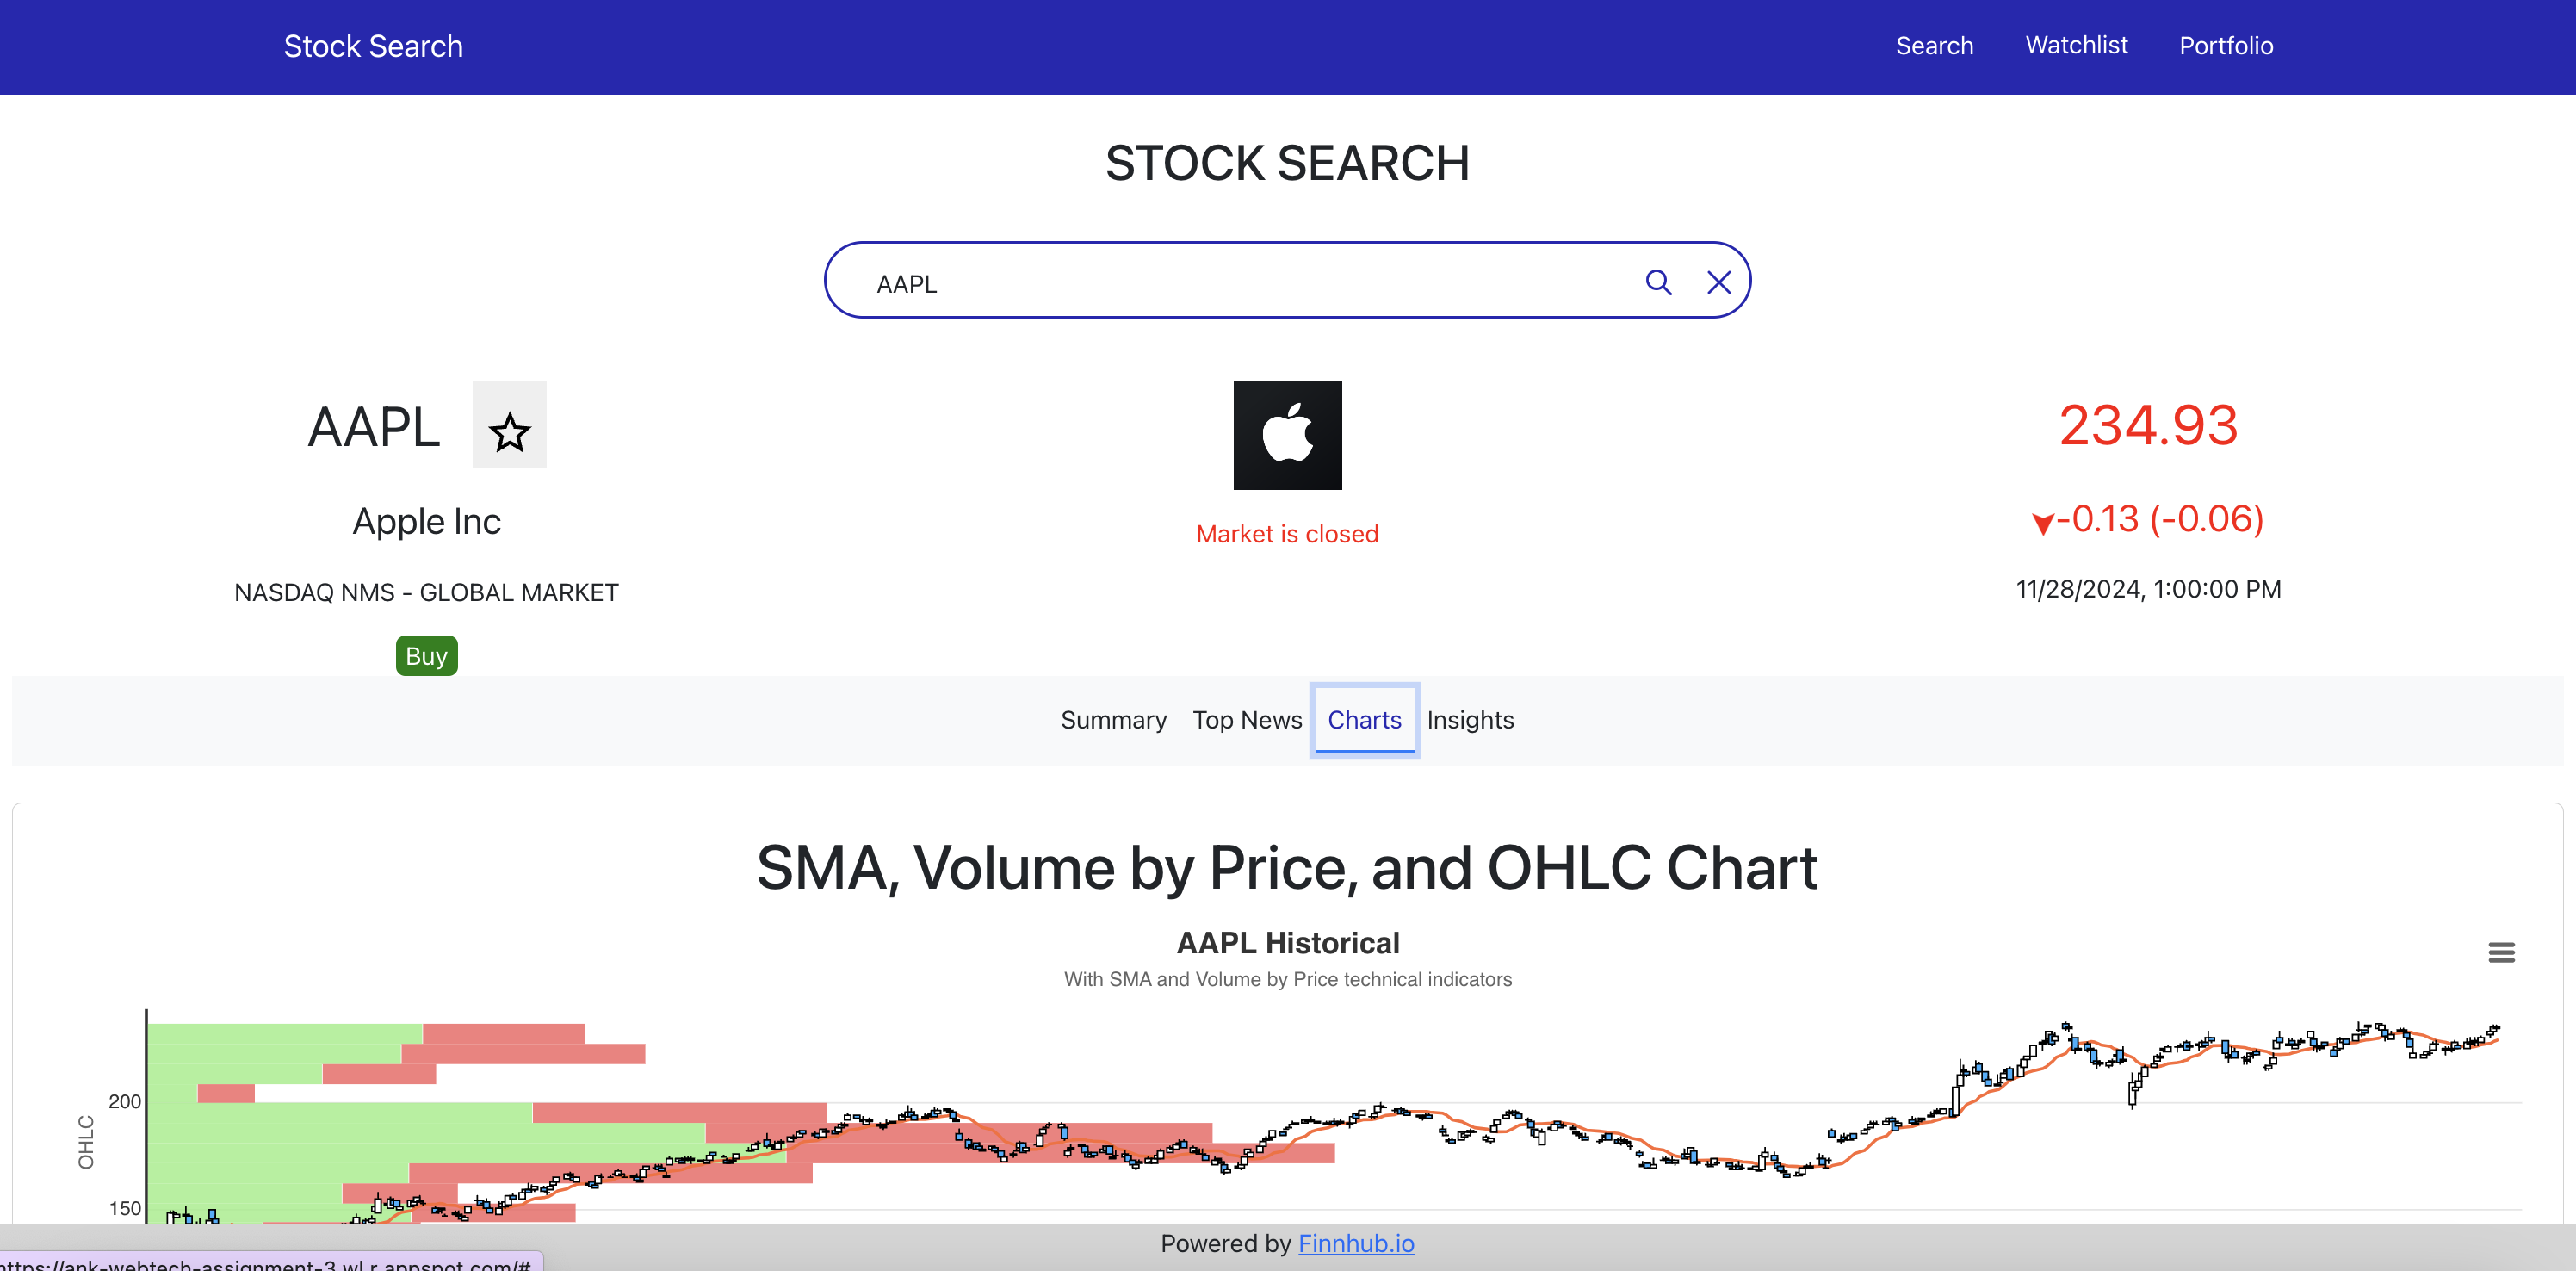 Stock Search
Search
Watchlist
Portfolio
STOCK SEARCH
AAPL
AAPL
Apple Inc
NASDAQ NMS - GLOBAL MARKET
Buy
Market is closed
234.93
-0.13 (-0.06)
11/28/2024, 1:00:00 PM
Summary
Top News
Charts
Insights
SMA, Volume by Price, and OHLC Chart
AAPL Historical
With SMA and Volume by Price technical indicators
OHLC
200
150
Powered by Finnhub.io
https://ank-webtech-assignment-3.wl.r.appspot.com/#